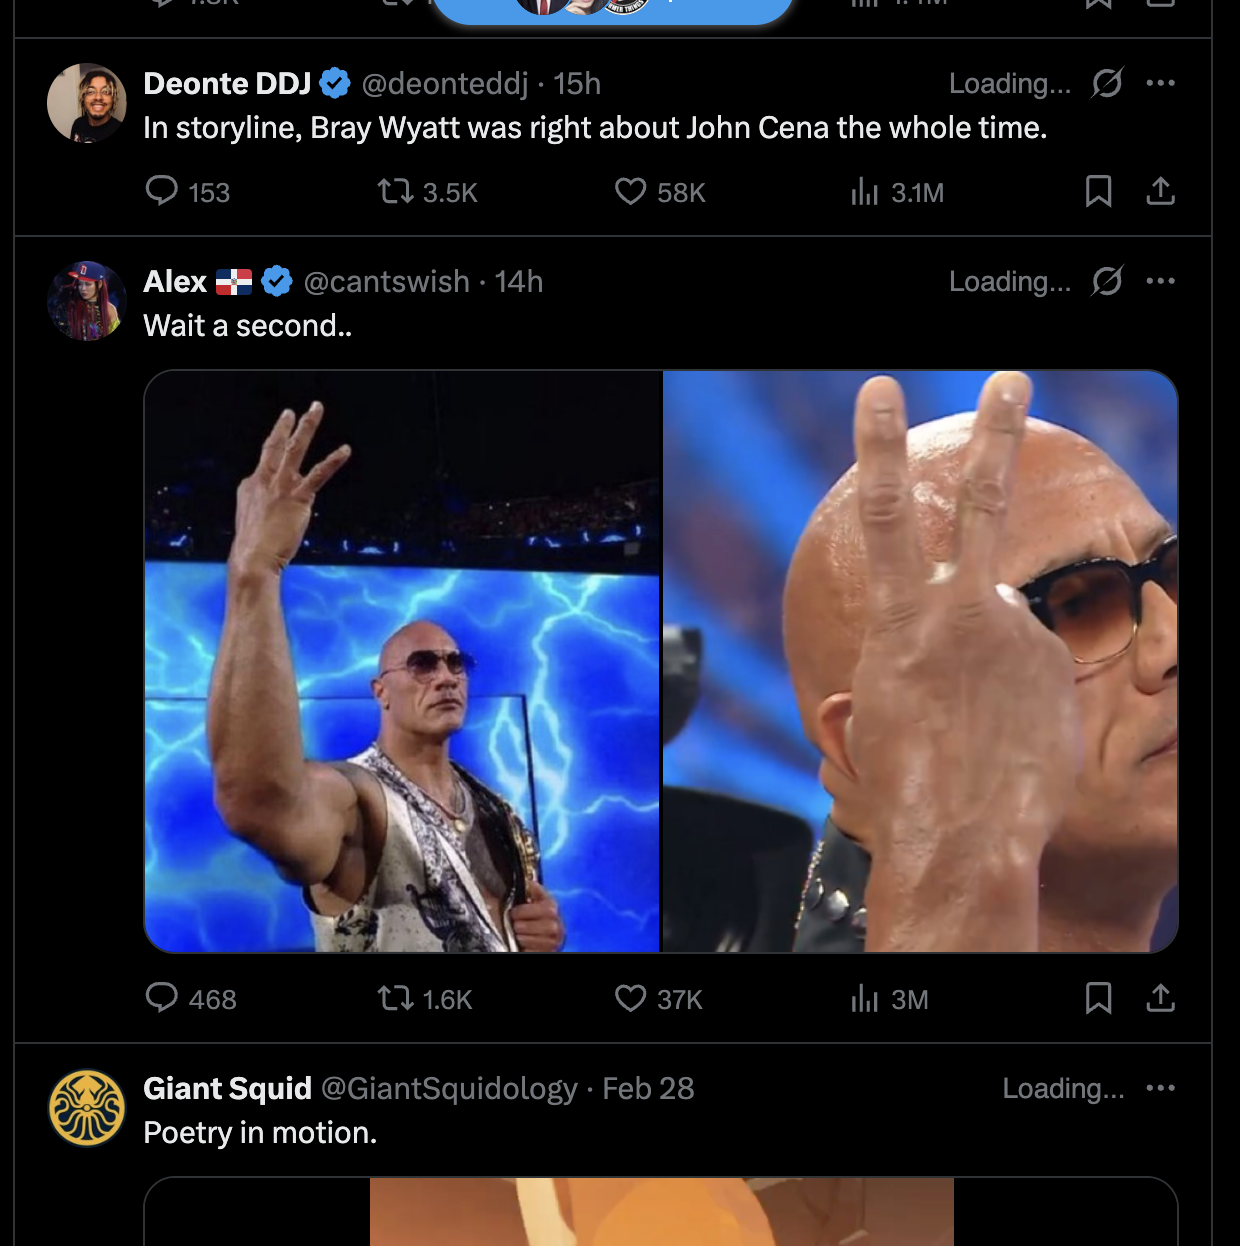 Deonte DDJ @deonteddj · 15h Loading...
In storyline, Bray Wyatt was right about John Cena the whole time.
153 3.5K 58K 3.1M
Alex @cantswish · 14h Loading...
Wait a second..
468 1.6K 37K 3M
Giant Squid @GiantSquidology · Feb 28 Loading...
Poetry in motion.